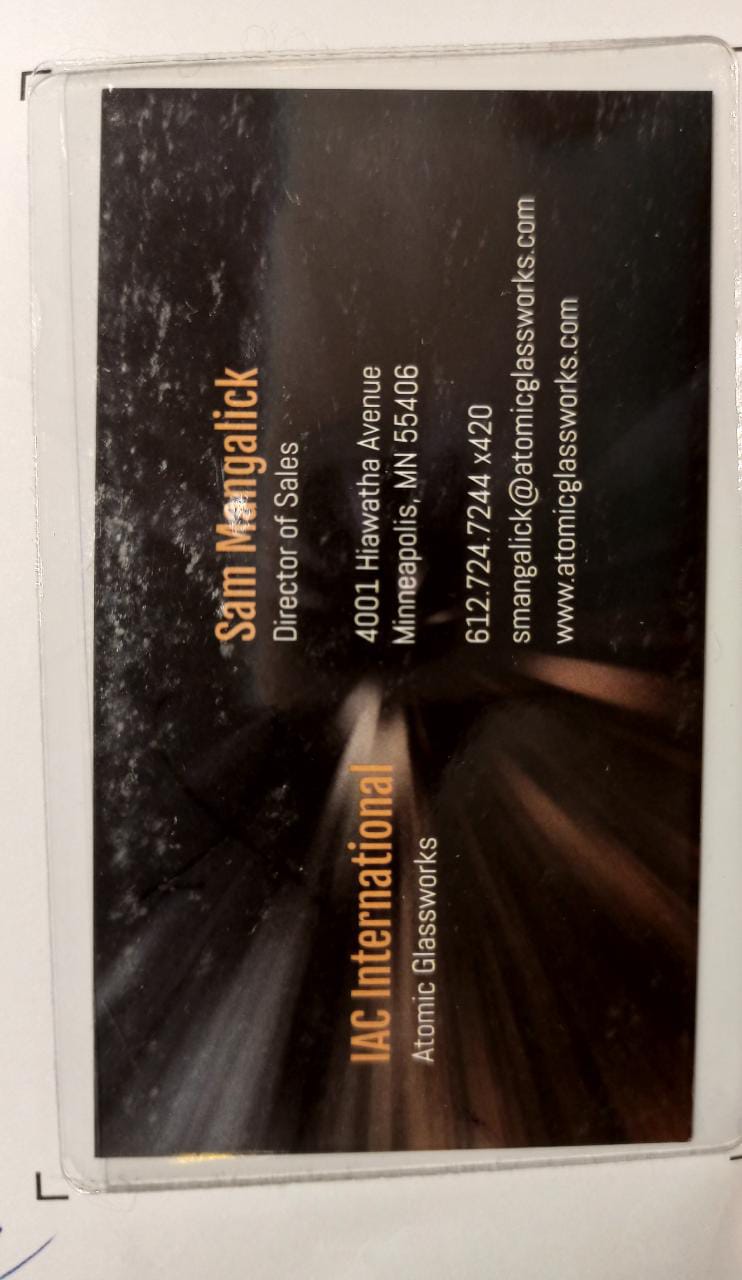 IAC International
Atomic Glassworks
Sam Mangalick
Director of Sales
4001 Hiawatha Avenue
Minneapolis, MN 55406
612.724.7244 x420
smangalick@atomicglassworks.com
www.atomicglassworks.com